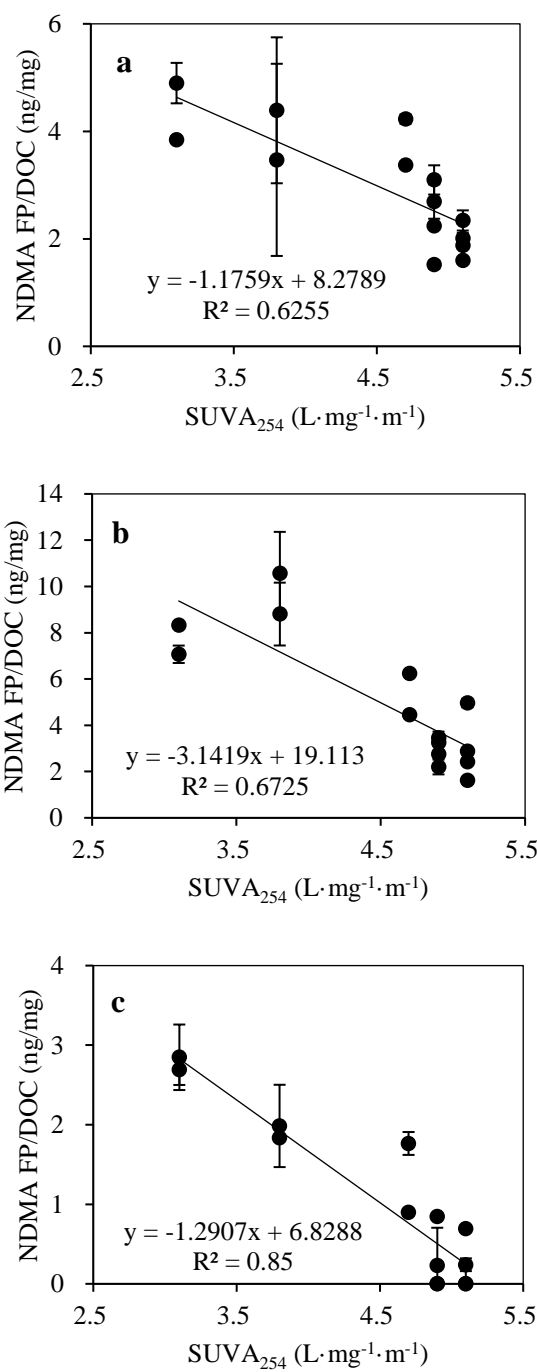 6
a
4
2
0
NDMA FP/DOC (ng/mg)
y = -1.1759x + 8.2789
R² = 0.6255
2.5 3.5 4.5 5.5
SUVA₂₅₄ (L·mg⁻¹·m⁻¹)
14
b
12
10
8
6
4
2
0
NDMA FP/DOC (ng/mg)
y = -3.1419x + 19.113
R² = 0.6725
2.5 3.5 4.5 5.5
SUVA₂₅₄ (L·mg⁻¹·m⁻¹)
4
c
3
2
1
0
NDMA FP/DOC (ng/mg)
y = -1.2907x + 6.8288
R² = 0.85
2.5 3.5 4.5 5.5
SUVA₂₅₄ (L·mg⁻¹·m⁻¹)